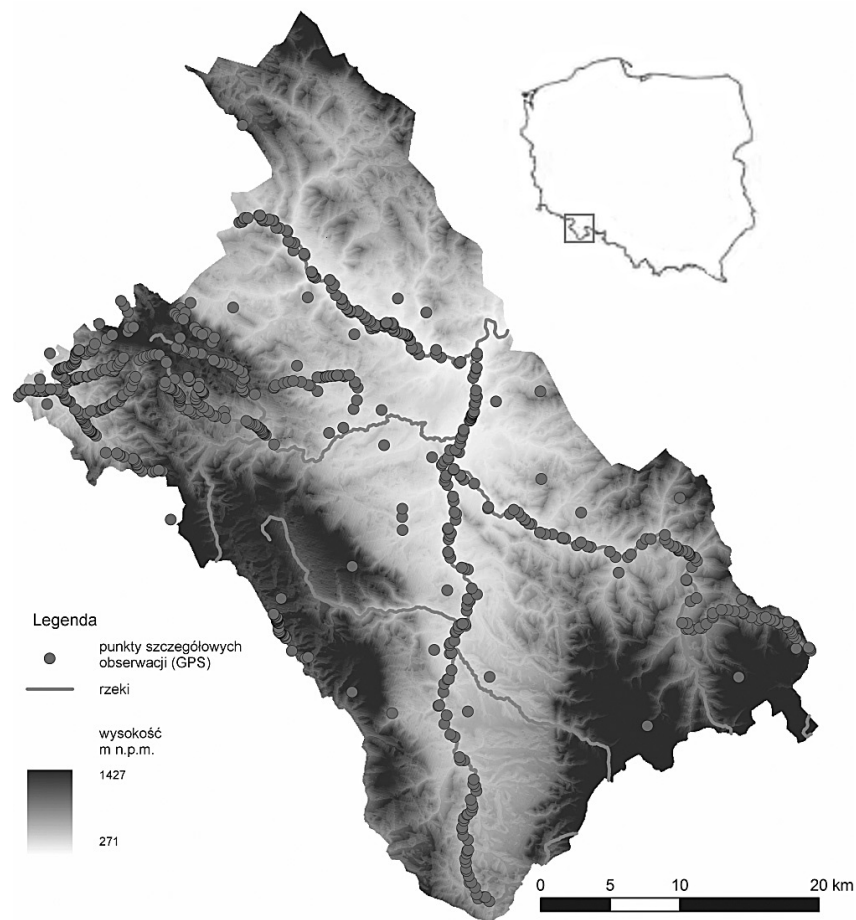 Legenda
punkty szczegółowych
obserwacji (GPS)
rzeki
wysokość
m n.p.m.
1427
271
0 5 10 20 km